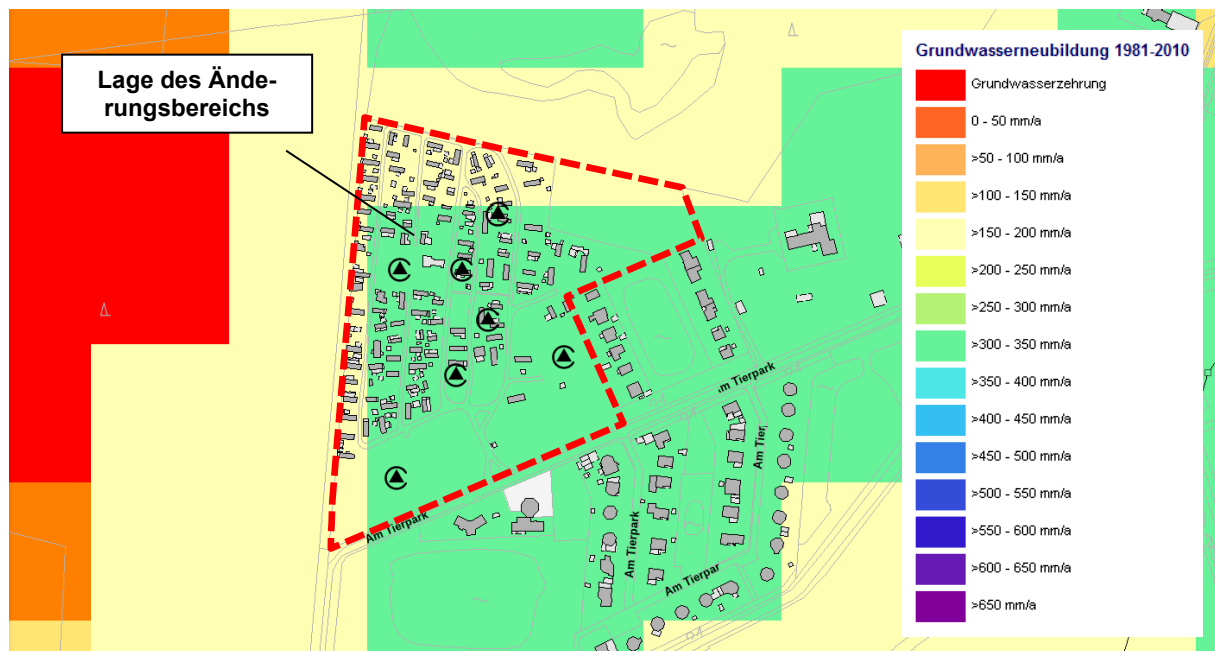 Lage des Ände-
rungsbereichs
Grundwasserneubildung 1981-2010
Grundwasserzehrung
0 - 50 mm/a
>50 - 100 mm/a
>100 - 150 mm/a
>150 - 200 mm/a
>200 - 250 mm/a
>250 - 300 mm/a
>300 - 350 mm/a
>350 - 400 mm/a
>400 - 450 mm/a
>450 - 500 mm/a
>500 - 550 mm/a
>550 - 600 mm/a
>600 - 650 mm/a
>650 mm/a
m Tierpark
Am Tier
Am Tierpark
Am Tierpark
Am Tierpar